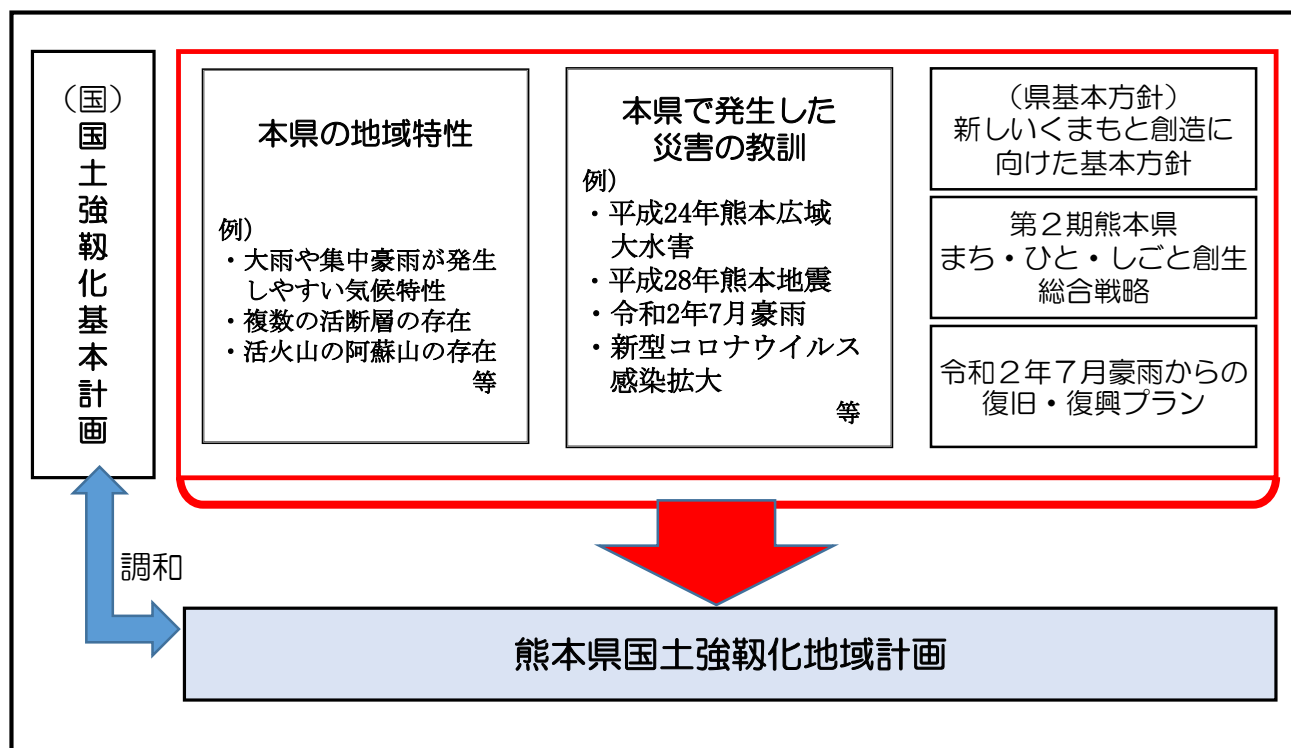 （国）
国土強靱化基本計画
本県の地域特性
例）
・大雨や集中豪雨が発生
しやすい気候特性
・複数の活断層の存在
・活火山の阿蘇山の存在
等
本県で発生した
災害の教訓
例）
・平成24年熊本広域
大水害
・平成28年熊本地震
・令和2年7月豪雨
・新型コロナウイルス
感染拡大
等
（県基本方針）
新しいくまもと創造に
向けた基本方針
第２期熊本県
まち・ひと・しごと創生
総合戦略
令和２年７月豪雨からの
復旧・復興プラン
調和
熊本県国土強靱化地域計画